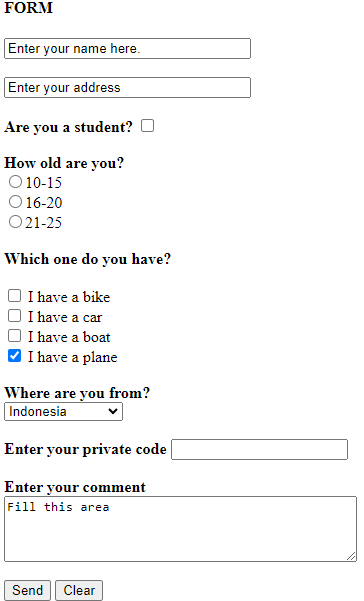 FORM
Enter your name here.
Enter your address
Are you a student?
How old are you?
10-15
16-20
21-25
Which one do you have?
I have a bike
I have a car
I have a boat
I have a plane
Where are you from?
Indonesia
Enter your private code
Enter your comment
Fill this area
Send Clear